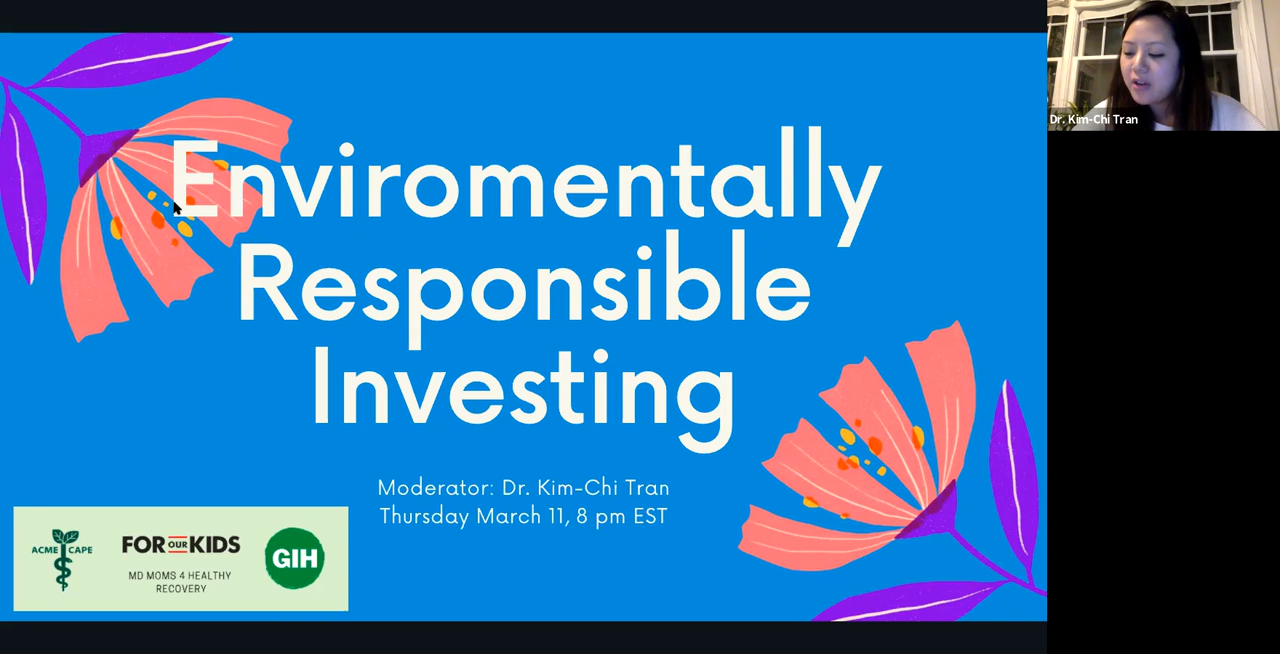 Enviromentally
Responsible
Investing
Moderator: Dr. Kim-Chi Tran
Thursday March 11, 8 pm EST
ACME CAPE
FOR OUR KIDS
MD MOMS 4 HEALTHY
RECOVERY
GIH
Dr. Kim-Chi Tran